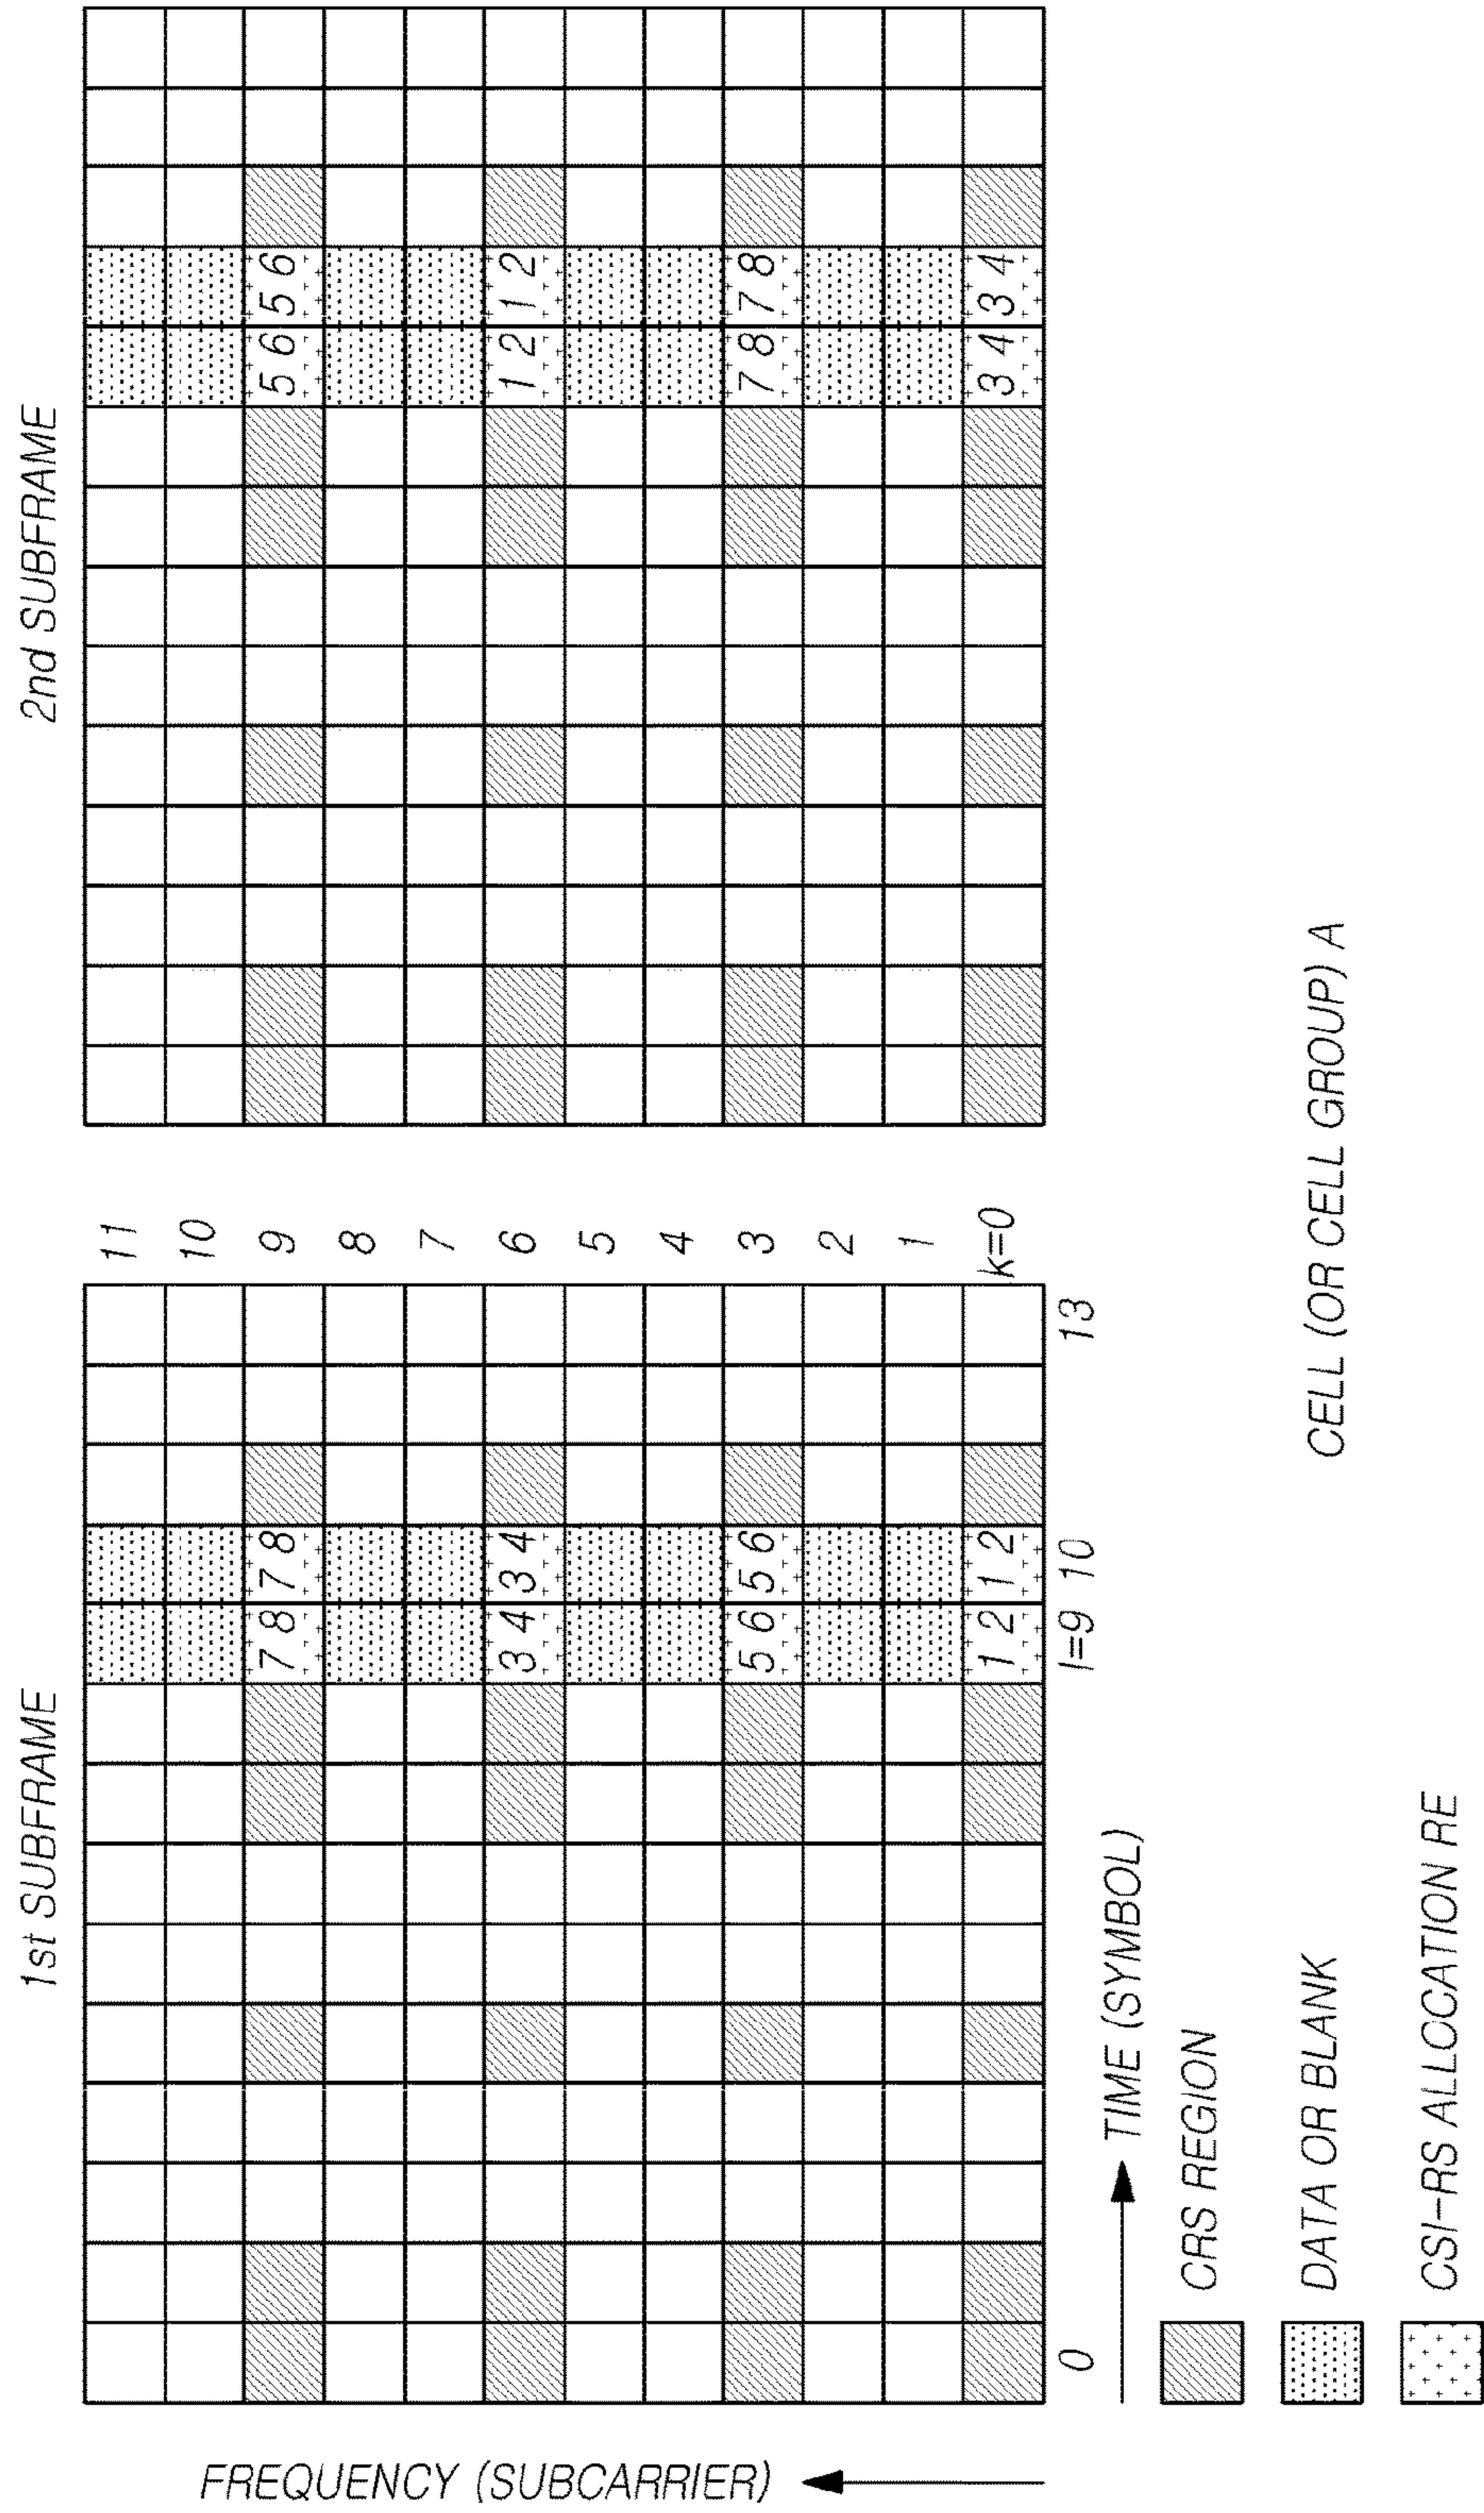 1st SUBFRAME
2nd SUBFRAME
FREQUENCY (SUBCARRIER)
11
10
7 8 7 8 9 5 6 5 6
8
7
3 4 3 4 6 1 2 1 2
5
4
5 6 5 6 3 7 8 7 8
2
1
1 2 1 2 k=0 3 4 3 4
0 l=9 10 13
TIME (SYMBOL)
CRS REGION
DATA OR BLANK
CSI-RS ALLOCATION RE
CELL (OR CELL GROUP) A